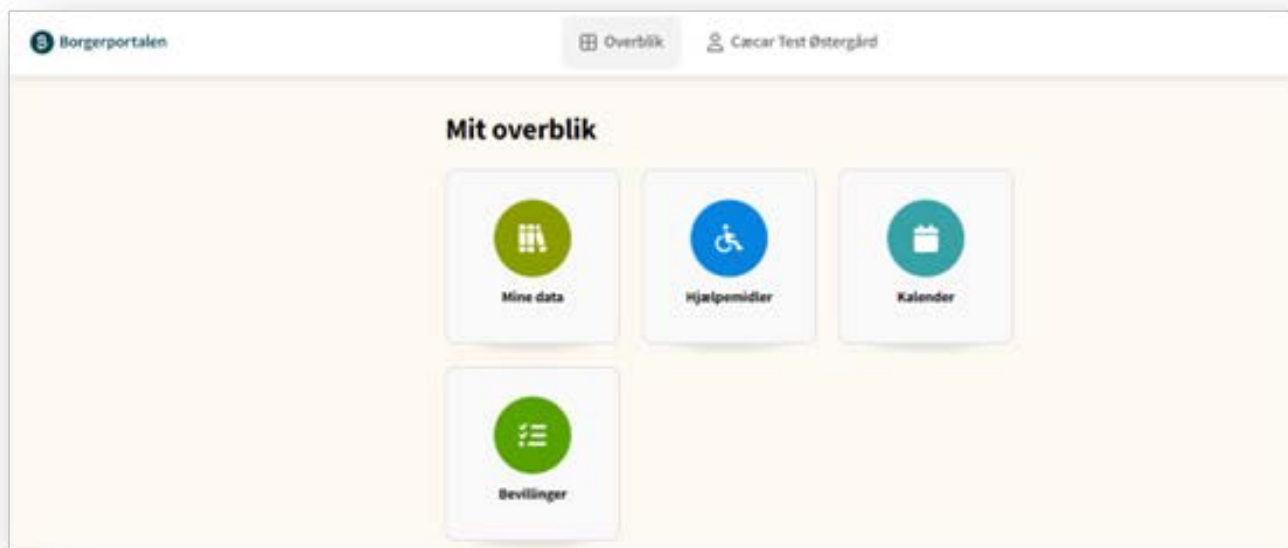 Borgerportalen
Overblik
Cæcar Test Østergård
Mit overblik
Mine data
Hjælpemidler
Kalender
Bevillinger